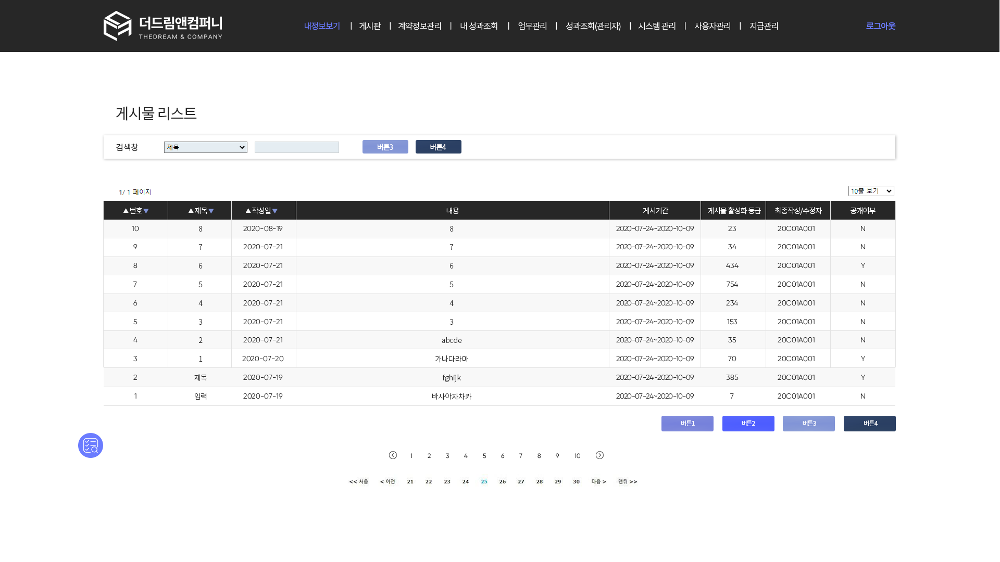 더드림앤컴퍼니
THEDREAM & COMPANY
내정보보기 | 게시판 | 계약정보관리 | 내 성과조회 | 업무관리 | 성과조회(관리자) | 시스템 관리 | 사용자관리 | 지급관리
로그아웃
게시물 리스트
검색창 제목 버튼3 버튼4
1/ 1 페이지
10줄 보기
▲번호▼ ▲제목▼ ▲작성일▼ 내용 게시기간 게시물 활성화 등급 최종작성/수정자 공개여부
10 8 2020-08-19 8 2020-07-24~2020-10-09 23 20C01A001 N
9 7 2020-07-21 7 2020-07-24~2020-10-09 34 20C01A001 N
8 6 2020-07-21 6 2020-07-24~2020-10-09 434 20C01A001 Y
7 5 2020-07-21 5 2020-07-24~2020-10-09 754 20C01A001 N
6 4 2020-07-21 4 2020-07-24~2020-10-09 234 20C01A001 N
5 3 2020-07-21 3 2020-07-24~2020-10-09 153 20C01A001 N
4 2 2020-07-21 abcde 2020-07-24~2020-10-09 35 20C01A001 N
3 1 2020-07-20 가나다라마 2020-07-24~2020-10-09 70 20C01A001 Y
2 제목 2020-07-19 fghijk 2020-07-24~2020-10-09 385 20C01A001 Y
1 입력 2020-07-19 바사아자차카 2020-07-24~2020-10-09 7 20C01A001 N
버튼1 버튼2 버튼3 버튼4
1 2 3 4 5 6 7 8 9 10
<< 처음 < 이전 21 22 23 24 25 26 27 28 29 30 다음 > 맨뒤 >>